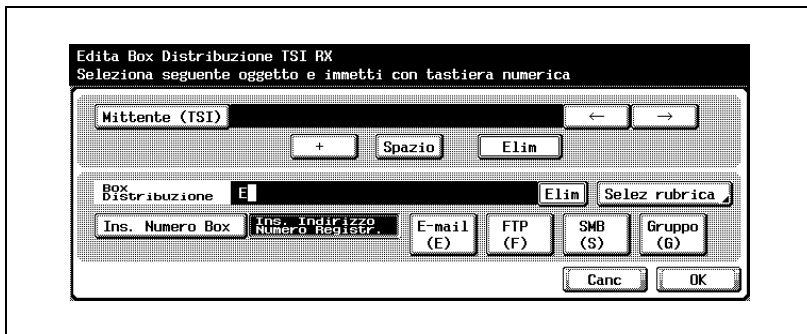 Edita Box Distribuzione TSI RX
Seleziona seguente oggetto e immetti con tastiera numerica
Mittente (TSI) ← →
+ Spazio Elim
Box
Distribuzione E Elim Selez rubrica
Ins. Numero Box Ins. Indirizzo
Numero Registr. E-mail
(E) FTP
(F) SMB
(S) Gruppo
(G)
Canc OK